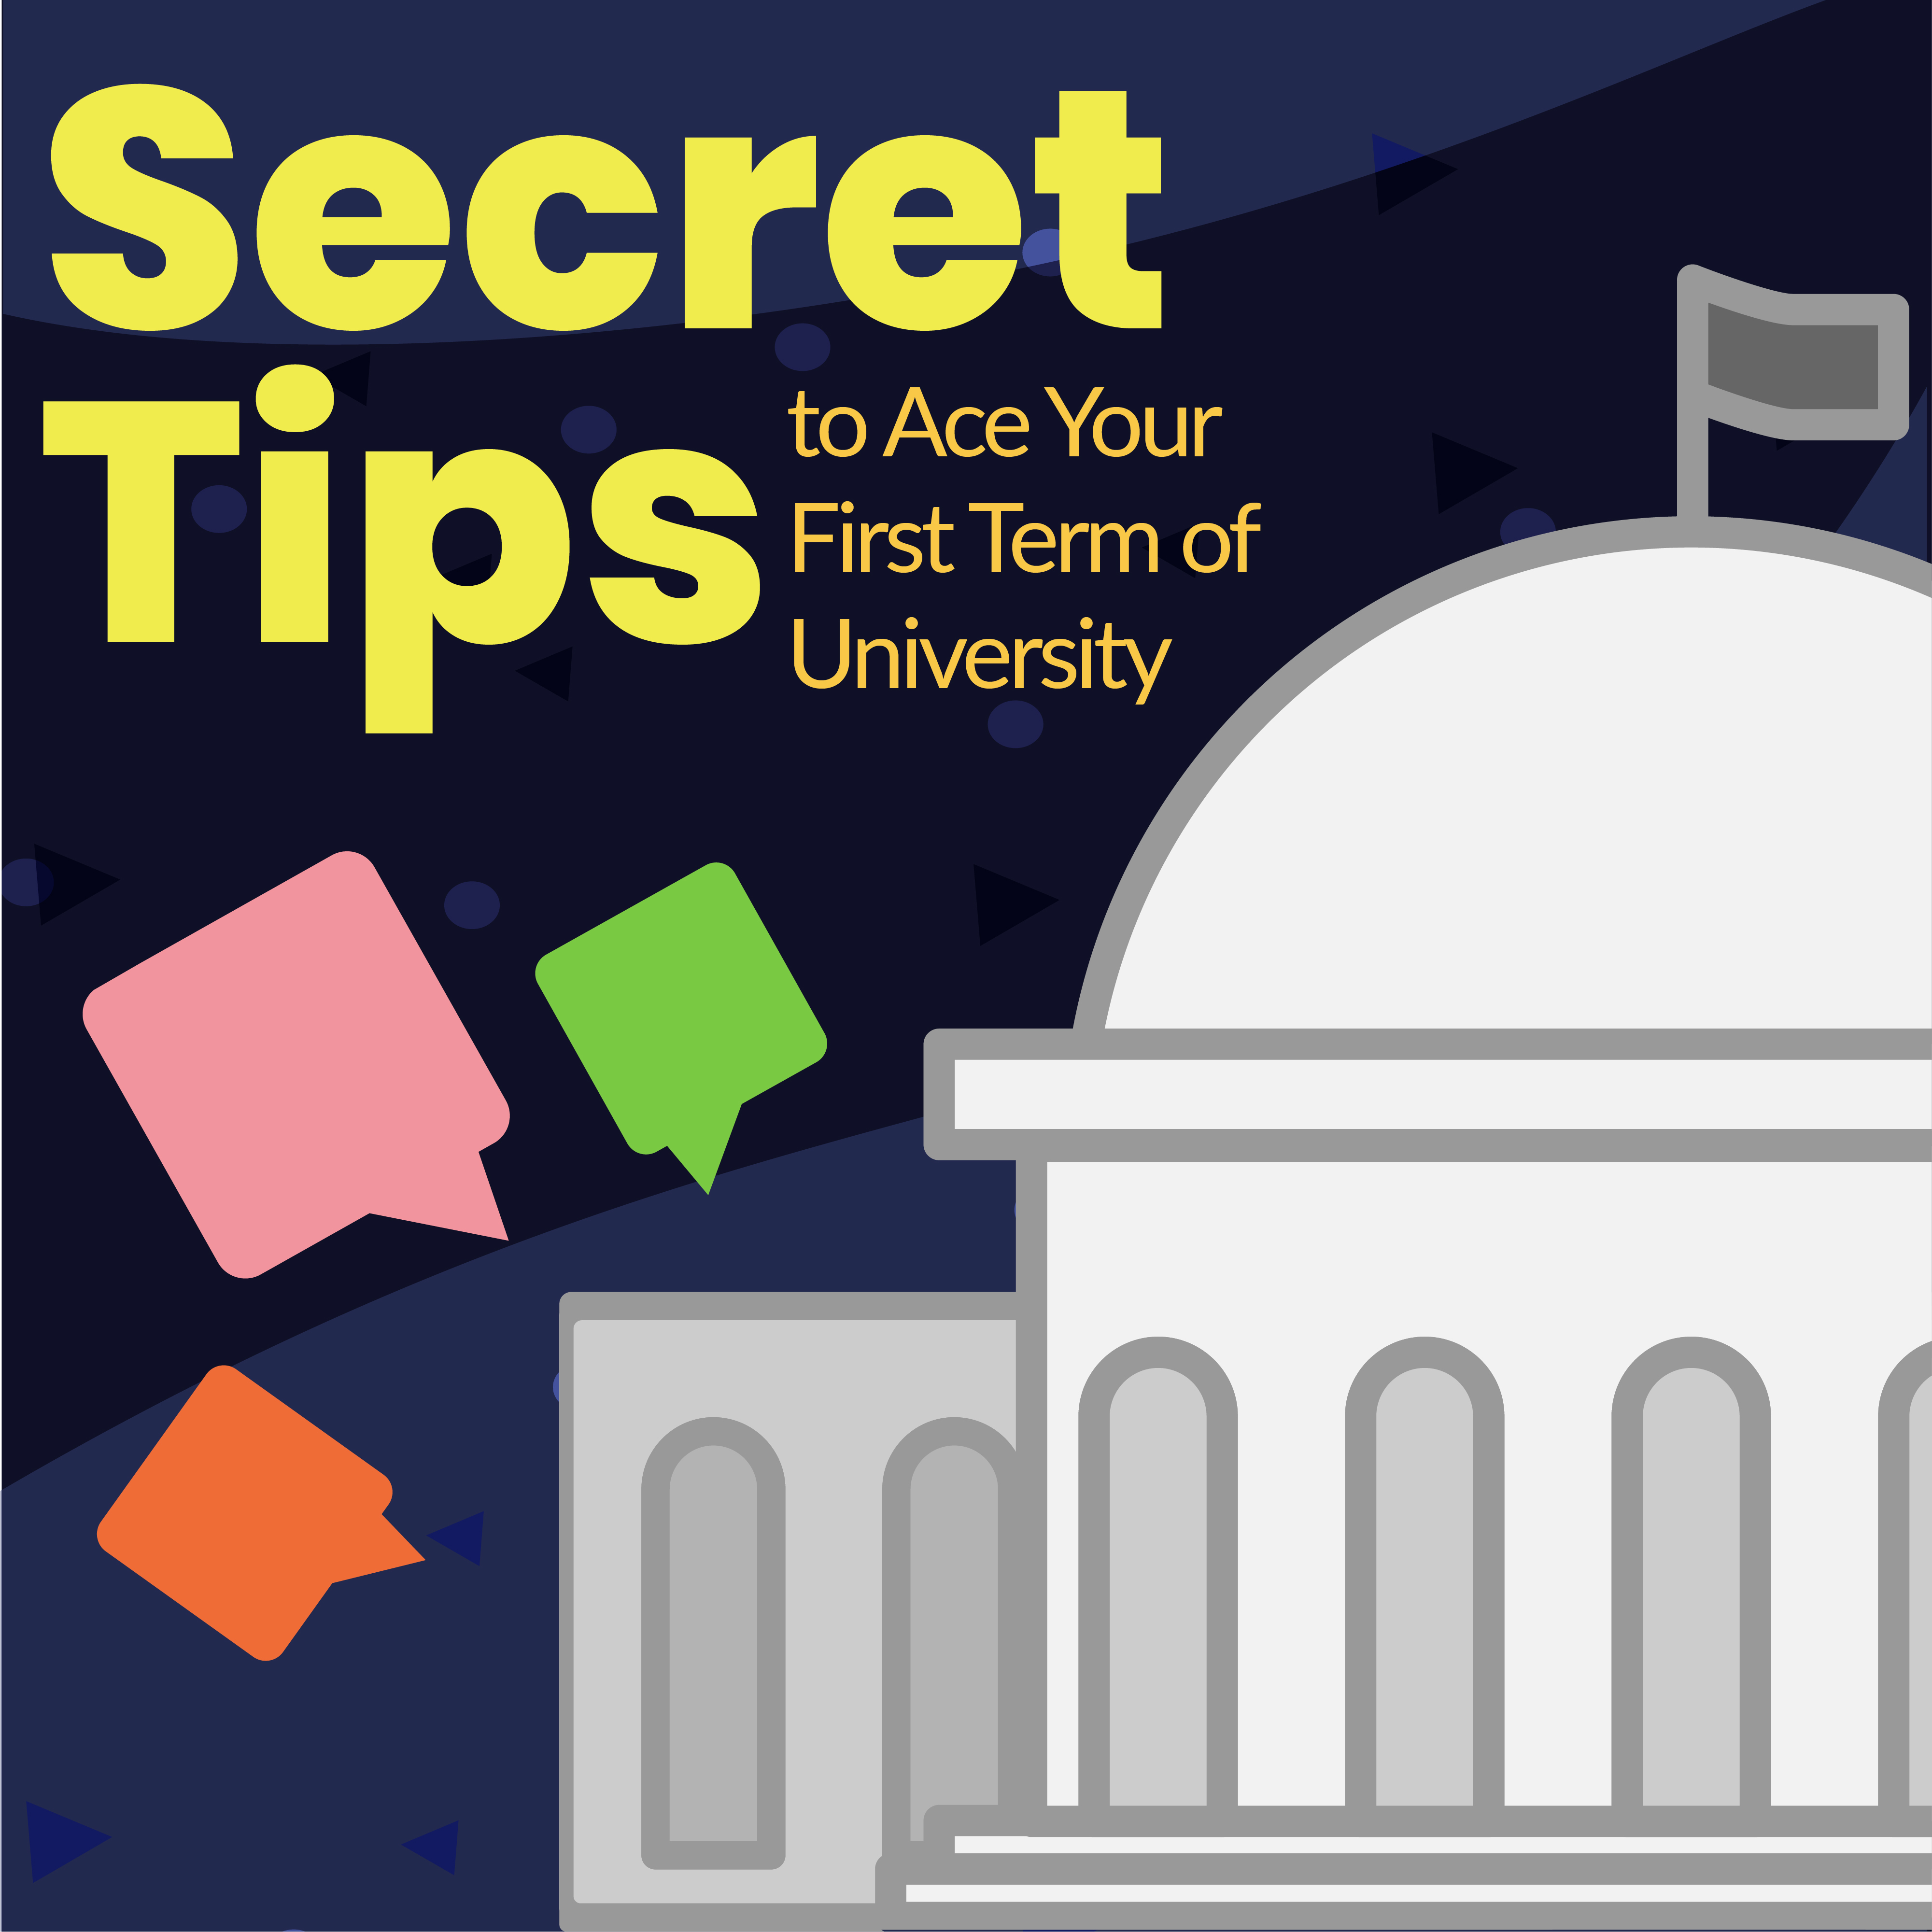 Secret
Tips
to Ace Your
First Term of
University